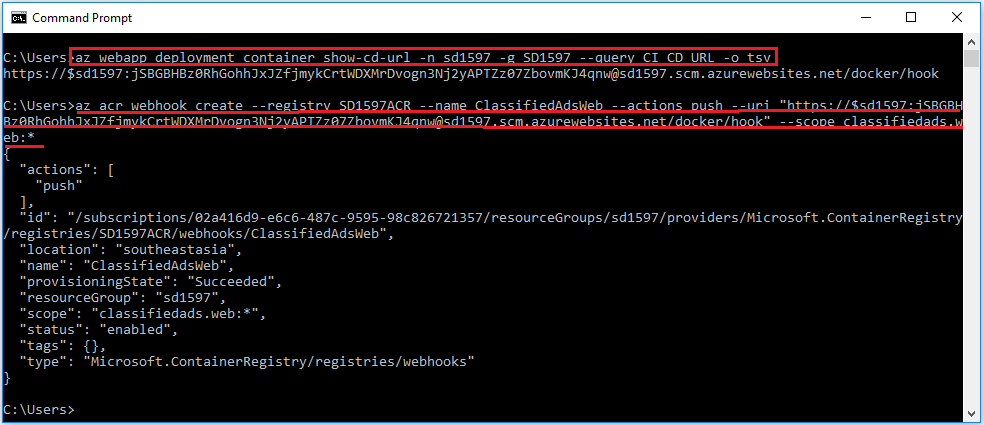 Command Prompt
C:\Users>az webapp deployment container show-cd-url -n sd1597 -g SD1597 --query CI_CD_URL -o tsv
https://$sd1597:jSBGBHBz0RhGohhJxJZfjmykCrtWDXMrDvogn3Nj2yAPTZz07ZbovmKJ4qnw@sd1597.scm.azurewebsites.net/docker/hook
C:\Users>az acr webhook create --registry SD1597ACR --name ClassifiedAdsWeb --actions push --uri "https://$sd1597:jSBGBH
Bz0RhGohhJxJZfjmykCrtWDXMrDvogn3Nj2yAPTZz07ZbovmKJ4qnw@sd1597.scm.azurewebsites.net/docker/hook" --scope classifiedads.w
eb:*
{
"actions": [
"push"
],
"id": "/subscriptions/02a416d9-e6c6-487c-9595-98c826721357/resourceGroups/sd1597/providers/Microsoft.ContainerRegistry
/registries/SD1597ACR/webhooks/ClassifiedAdsWeb",
"location": "southeastasia",
"name": "ClassifiedAdsWeb",
"provisioningState": "Succeeded",
"resourceGroup": "sd1597",
"scope": "classifiedads.web:*",
"status": "enabled",
"tags": {},
"type": "Microsoft.ContainerRegistry/registries/webhooks"
}
C:\Users>